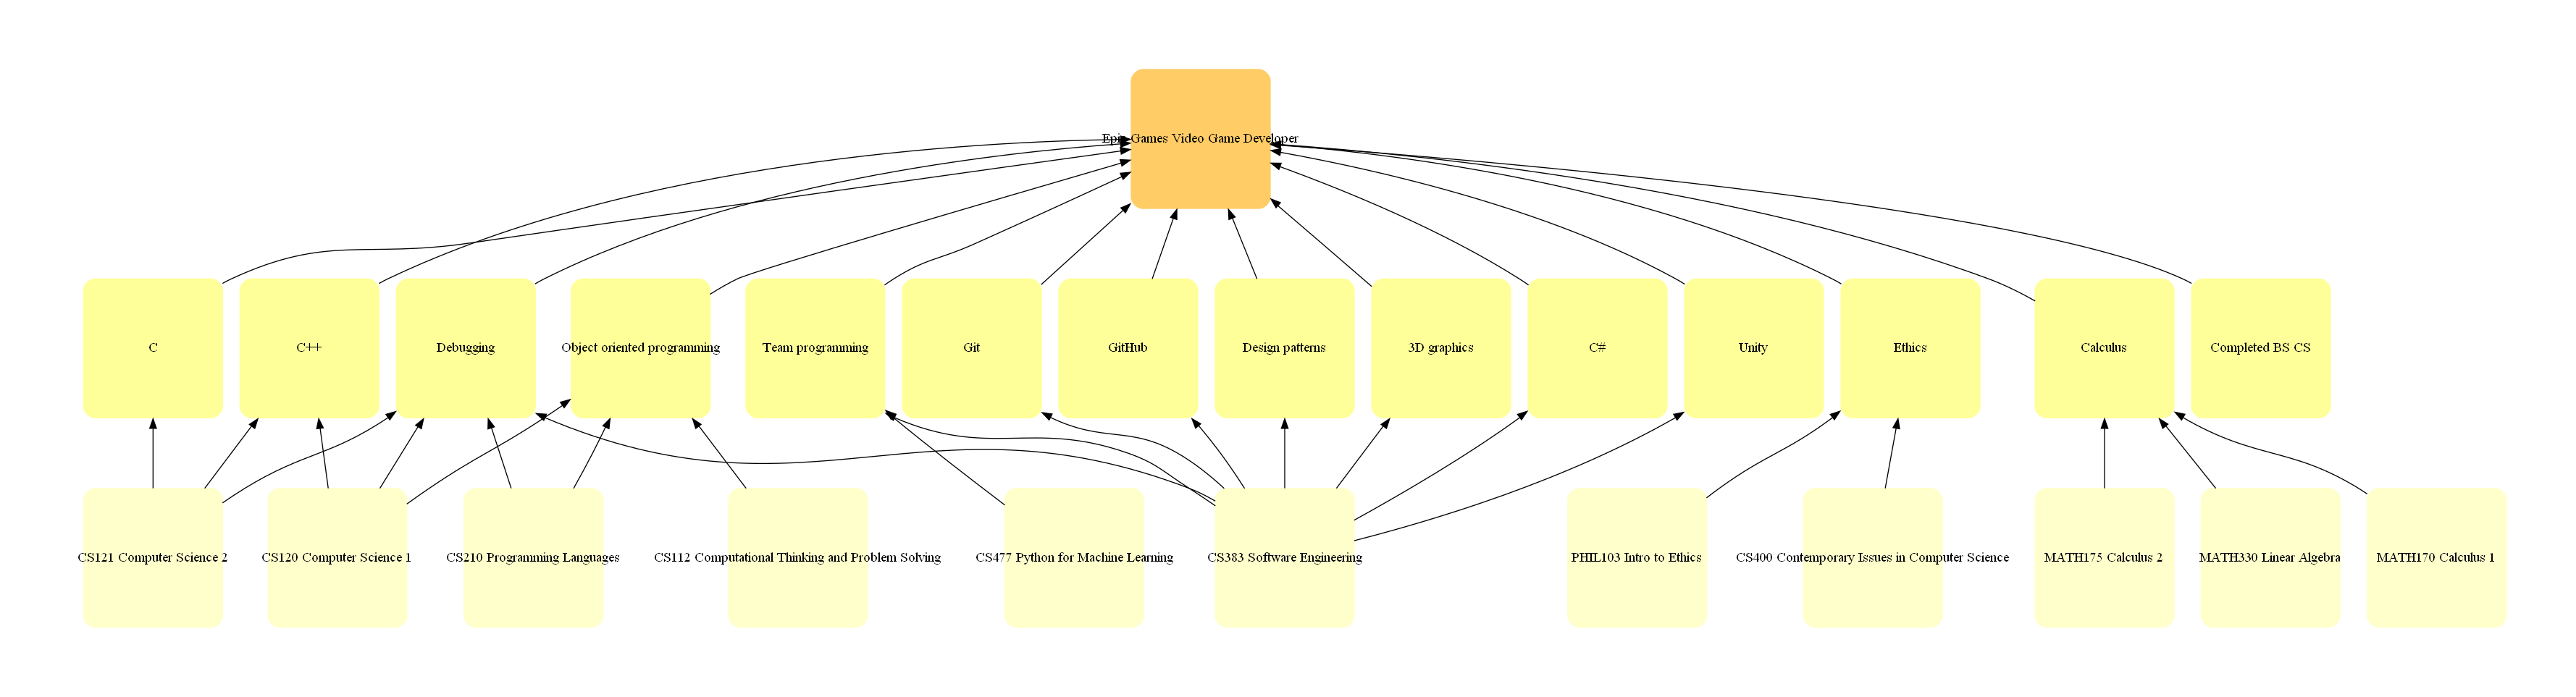 Epic Games Video Game Developer
C
C++
Debugging
Object oriented programming
Team programming
Git
GitHub
Design patterns
3D graphics
C#
Unity
Ethics
Calculus
Completed BS CS
CS121 Computer Science 2
CS120 Computer Science 1
CS210 Programming Languages
CS112 Computational Thinking and Problem Solving
CS477 Python for Machine Learning
CS383 Software Engineering
PHIL103 Intro to Ethics
CS400 Contemporary Issues in Computer Science
MATH175 Calculus 2
MATH330 Linear Algebra
MATH170 Calculus 1